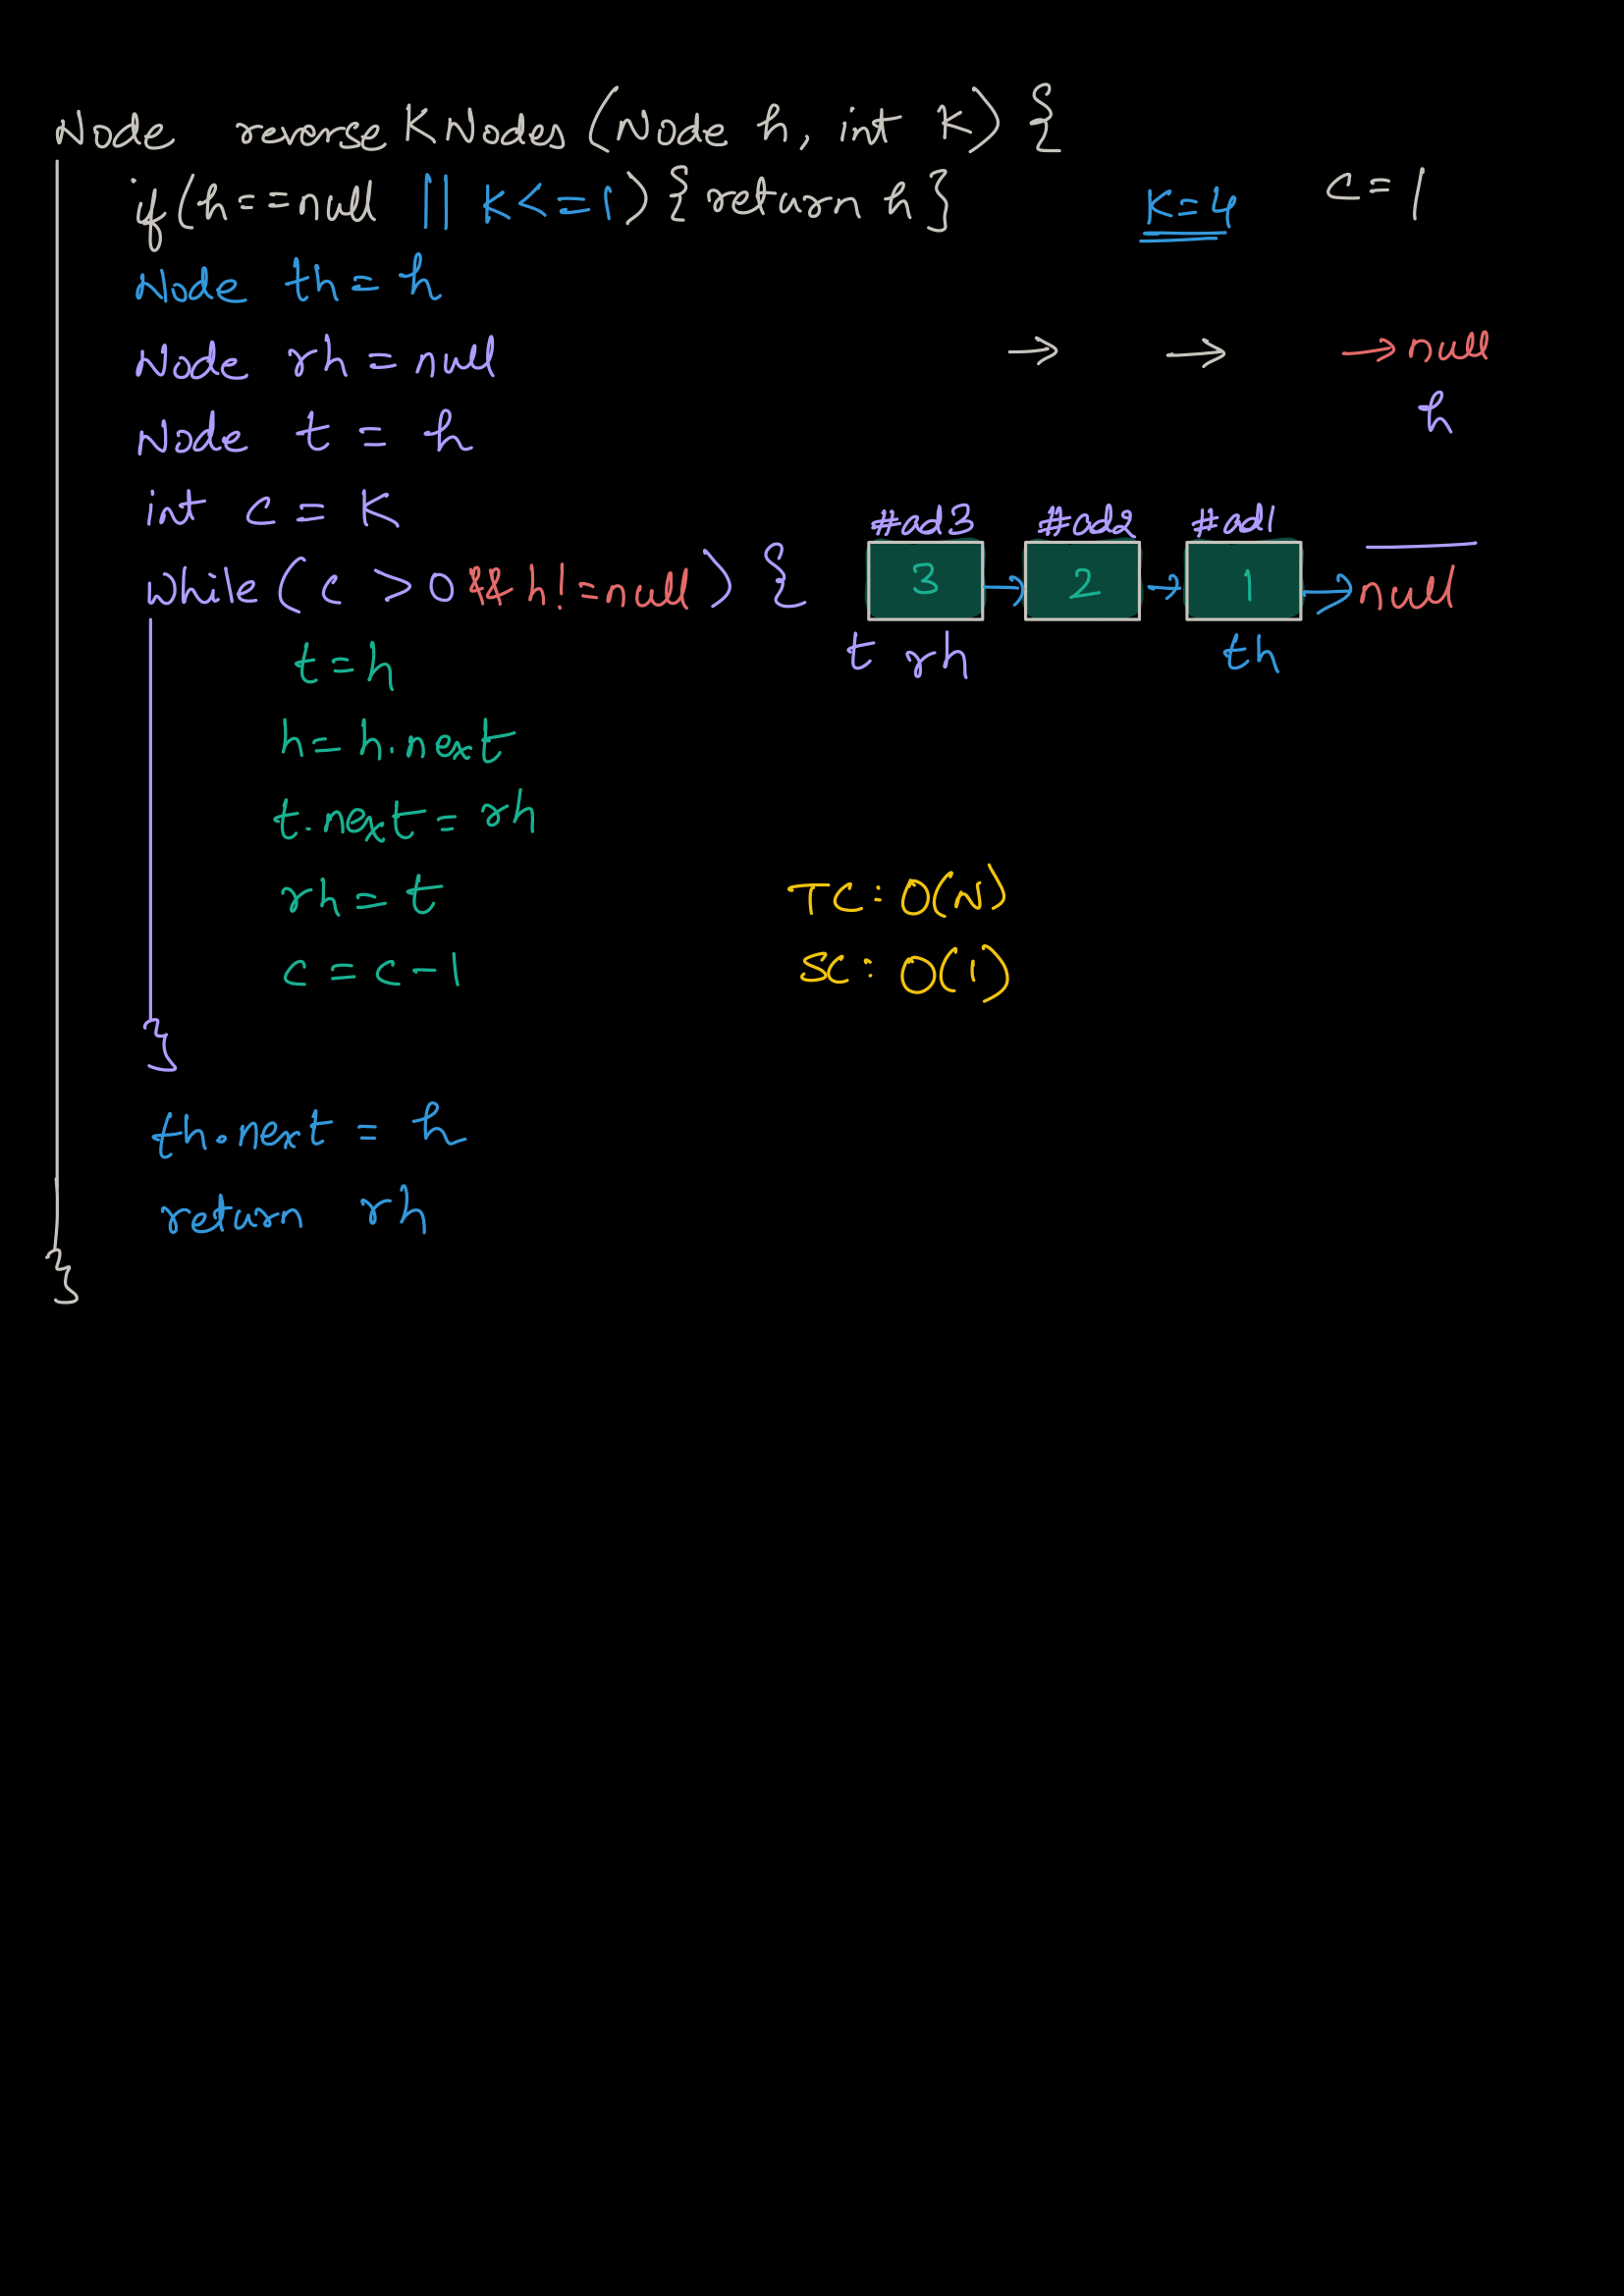 Node reverse K Nodes (Node h, int K) {
if (h==null || K<=1) {return h}
K=4
c=1
Node th = h
Node rh = null
→ → → null
h
Node t = h
int c = K
#ad3 #ad2 #ad1
while (c >0 && h!=null) {
3 → 2 → 1 → null
t rh th
t=h
h=h.next
t.next=rh
rh=t
TC: O(N)
c=c-1
SC: O(1)
}
th.next = h
return rh
}